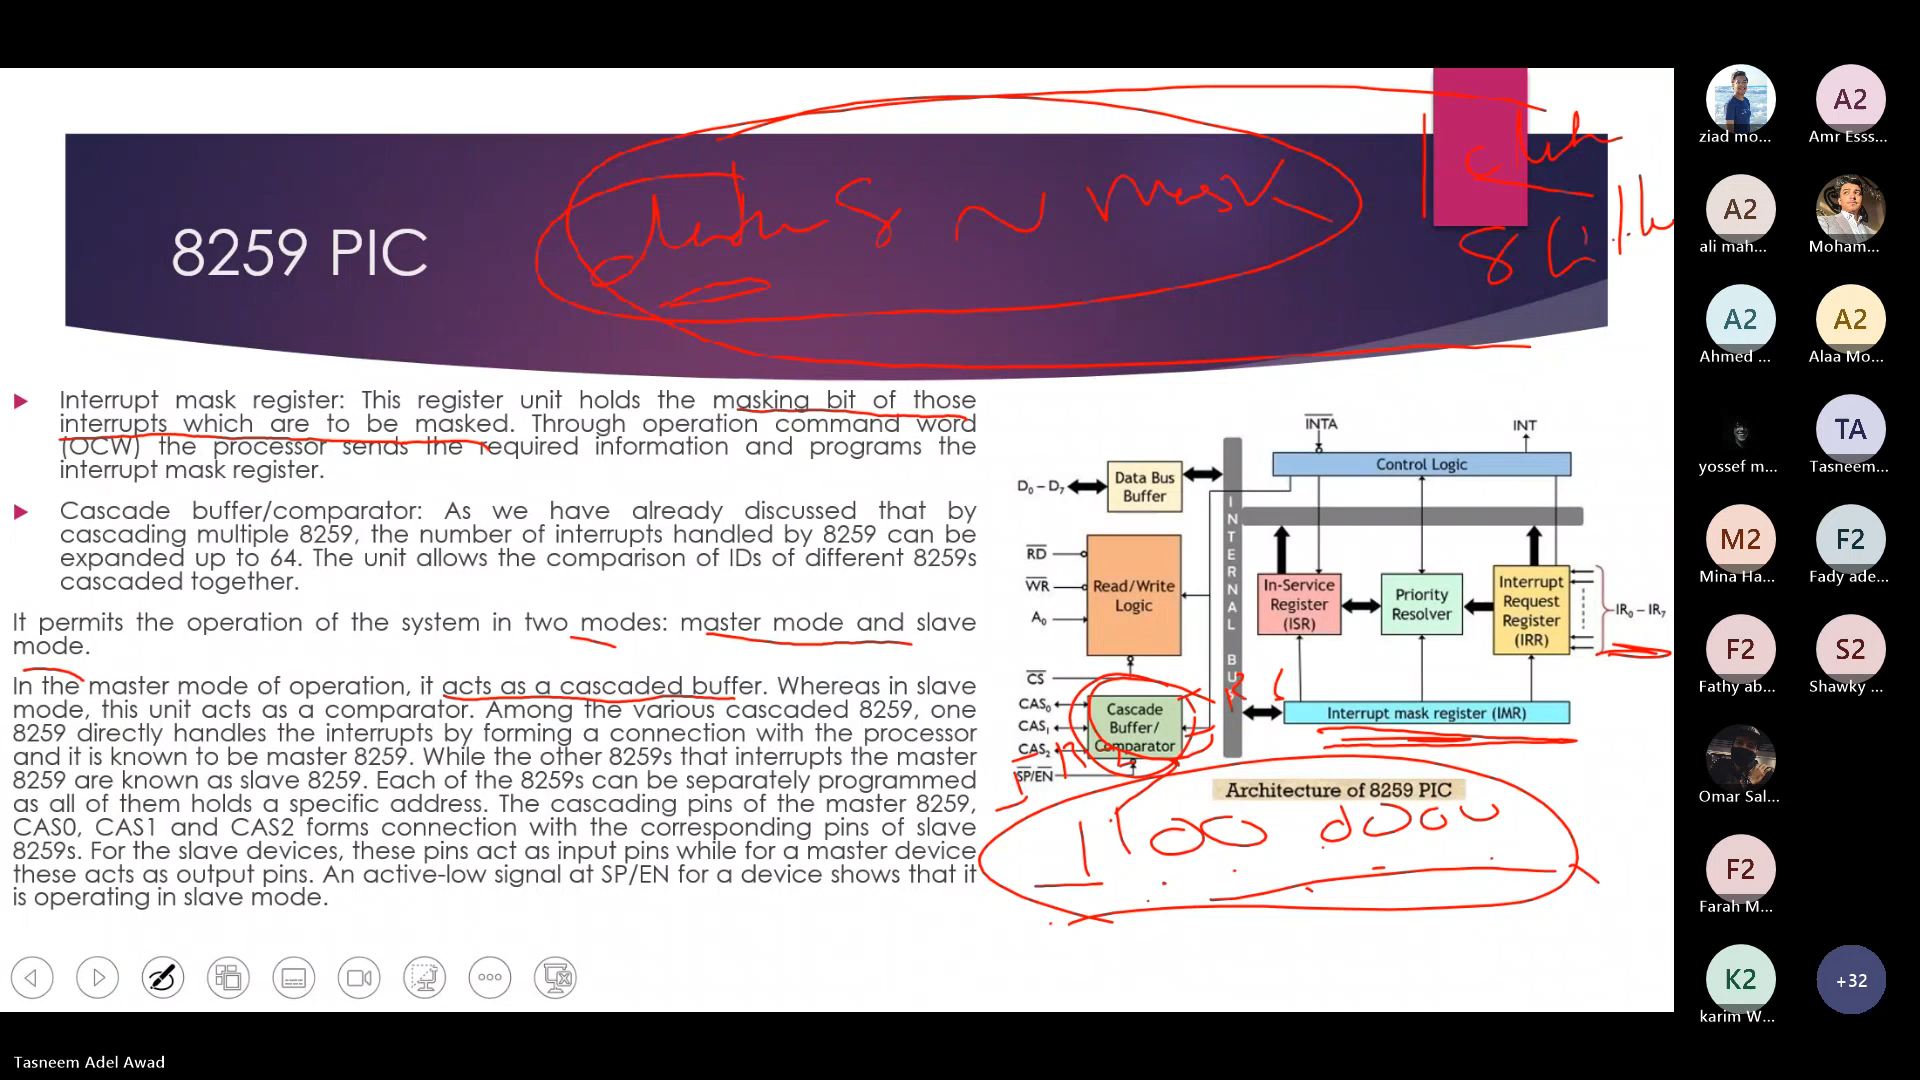 8259 PIC
mask
8
Interrupt mask register: This register unit holds the masking bit of those
interrupts which are to be masked. Through operation command word
(OCW) the processor sends the required information and programs the
interrupt mask register.
Cascade buffer/comparator: As we have already discussed that by
cascading multiple 8259, the number of interrupts handled by 8259 can be
expanded up to 64. The unit allows the comparison of IDs of different 8259s
cascaded together.
It permits the operation of the system in two modes: master mode and slave
mode.
In the master mode of operation, it acts as a cascaded buffer. Whereas in slave
mode, this unit acts as a comparator. Among the various cascaded 8259, one
8259 directly handles the interrupts by forming a connection with the processor
and it is known to be master 8259. While the other 8259s that interrupts the master
8259 are known as slave 8259. Each of the 8259s can be separately programmed
as all of them holds a specific address. The cascading pins of the master 8259,
CAS0, CAS1 and CAS2 forms connection with the corresponding pins of slave
8259s. For the slave devices, these pins act as input pins while for a master device
these acts as output pins. An active-low signal at SP/EN for a device shows that it
is operating in slave mode.
INTA
INT
Control Logic
D0 – D7
Data Bus
Buffer
INTERNAL BUS
RD
WR
A0
Read/Write
Logic
In-Service
Register
(ISR)
Priority
Resolver
Interrupt
Request
Register
(IRR)
IR0 – IR7
CS
CAS0
CAS1
CAS2
SP/EN
Cascade
Buffer/
Comparator
Interrupt mask register (IMR)
Architecture of 8259 PIC
1100 0000
ziad mo...
A2
Amr Esss...
A2
ali mah...
Moham...
A2
Ahmed ...
A2
Alaa Mo...
yossef m...
TA
Tasneem...
M2
Mina Ha...
F2
Fady ade...
F2
Fathy ab...
S2
Shawky ...
Omar Sal...
F2
Farah M...
K2
karim W...
+32
Tasneem Adel Awad